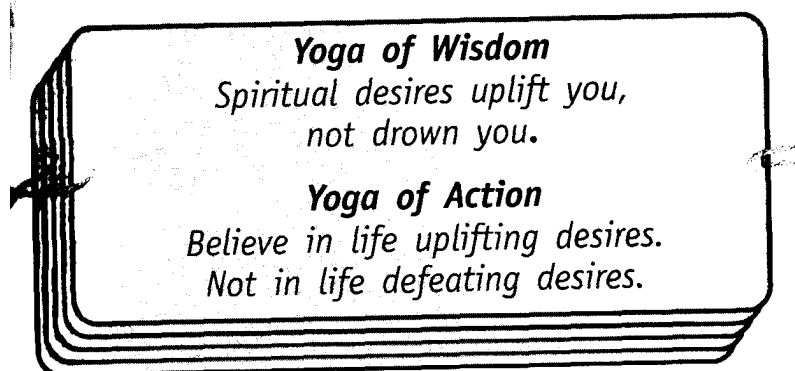 Yoga of Wisdom
Spiritual desires uplift you,
not drown you.
Yoga of Action
Believe in life uplifting desires.
Not in life defeating desires.